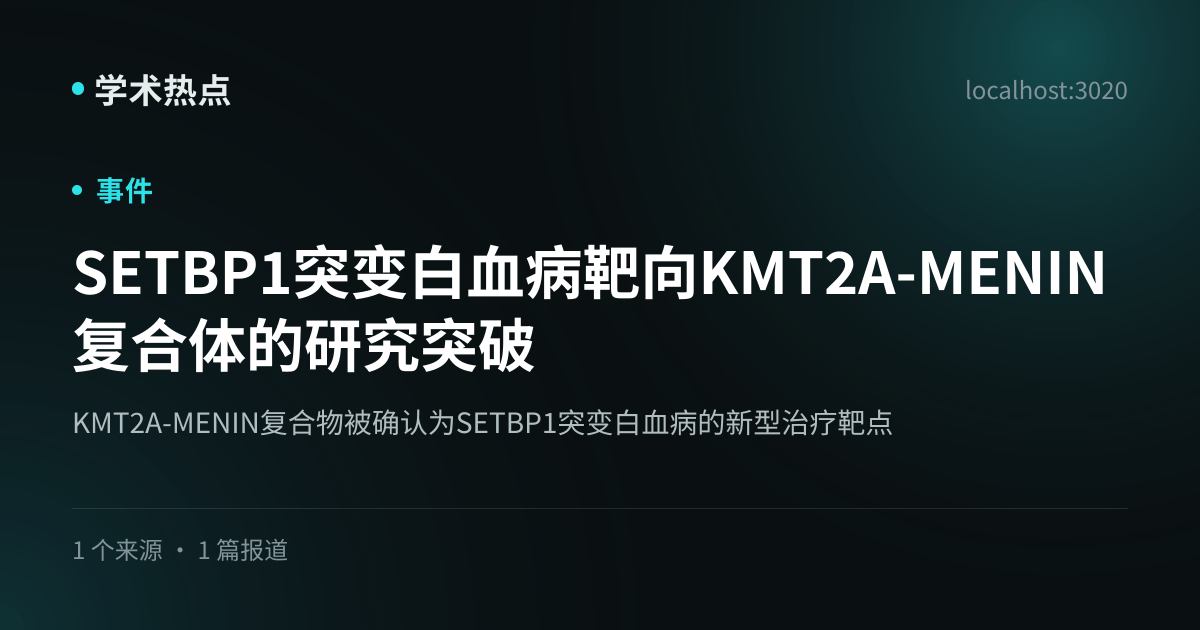 学术热点
localhost:3020
事件
SETBP1突变白血病靶向KMT2A-MENIN
复合体的研究突破
KMT2A-MENIN复合物被确认为SETBP1突变白血病的新型治疗靶点
1 个来源 · 1 篇报道